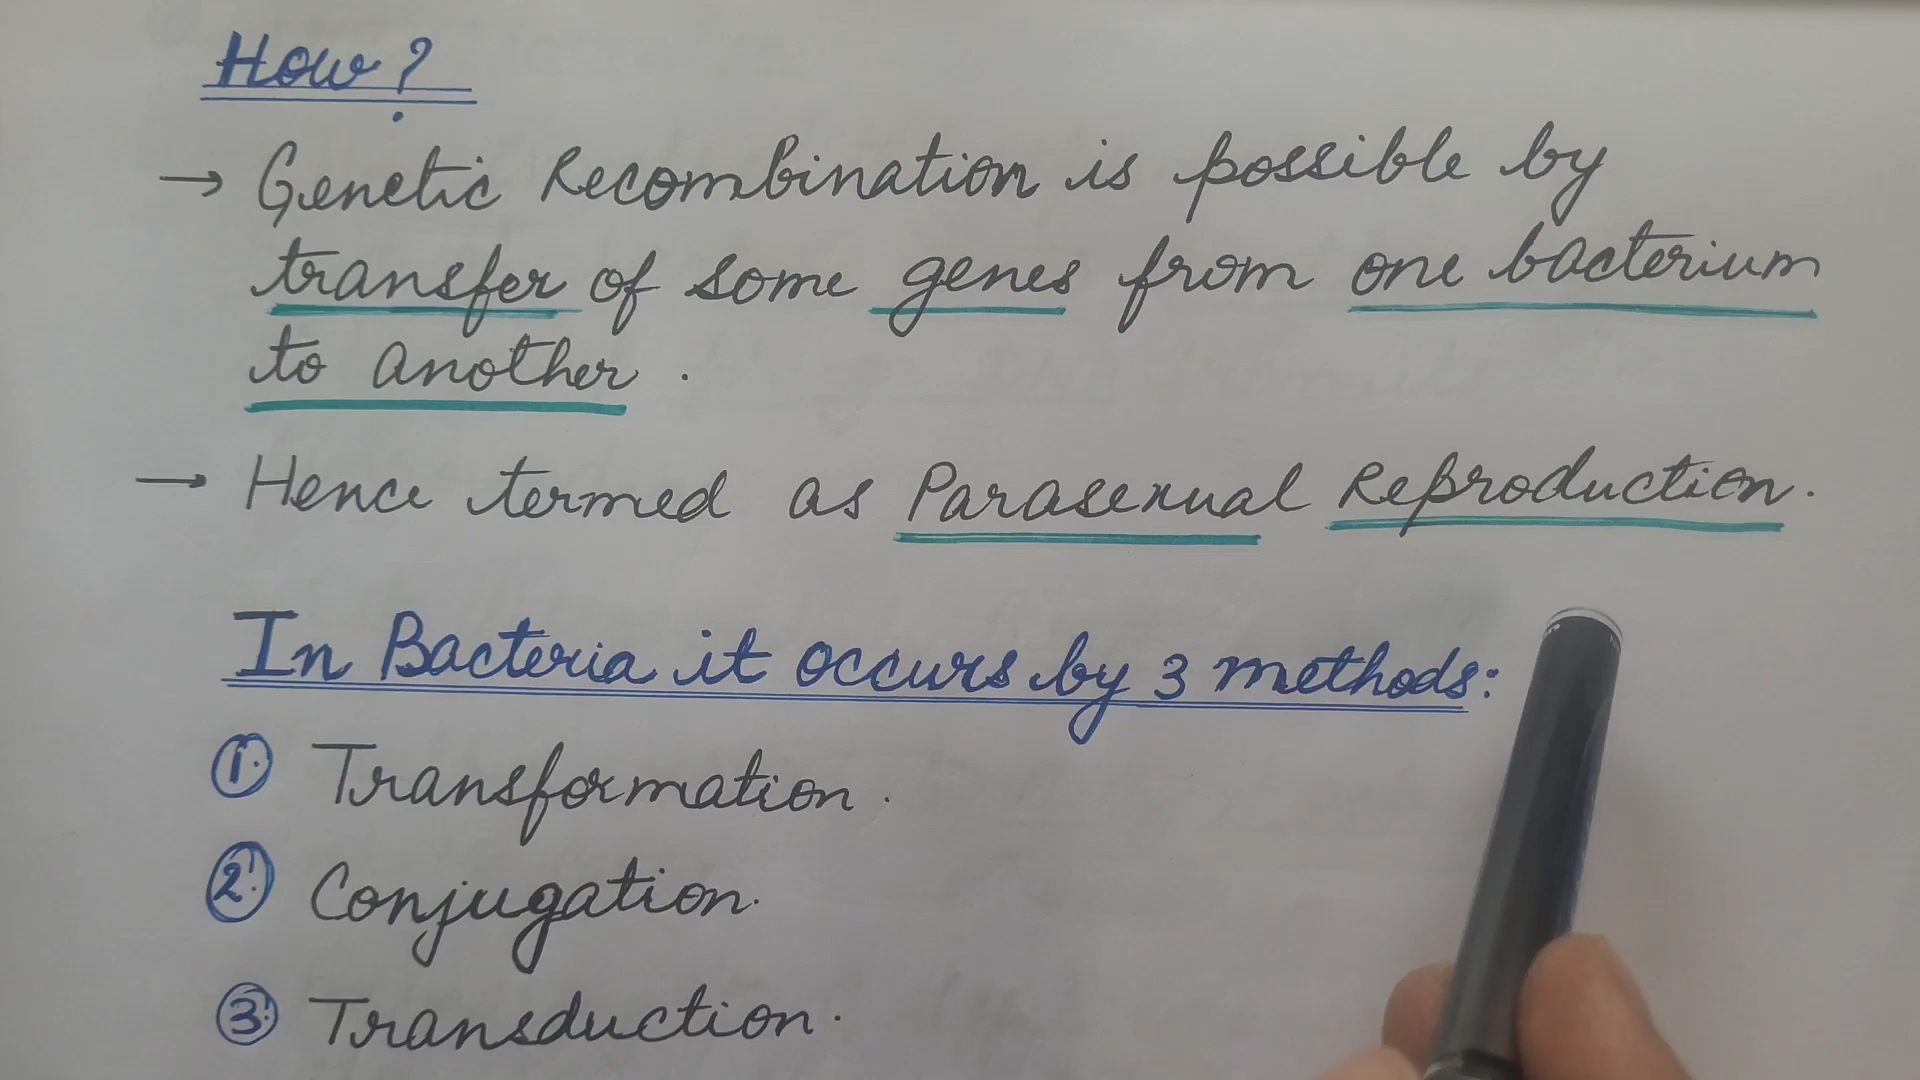 How?
→ Genetic Recombination is possible by
transfer of some genes from one bacterium
to another.
→ Hence termed as Parasexual Reproduction.
In Bacteria it occurs by 3 methods:
1. Transformation.
2. Conjugation.
3. Transduction.